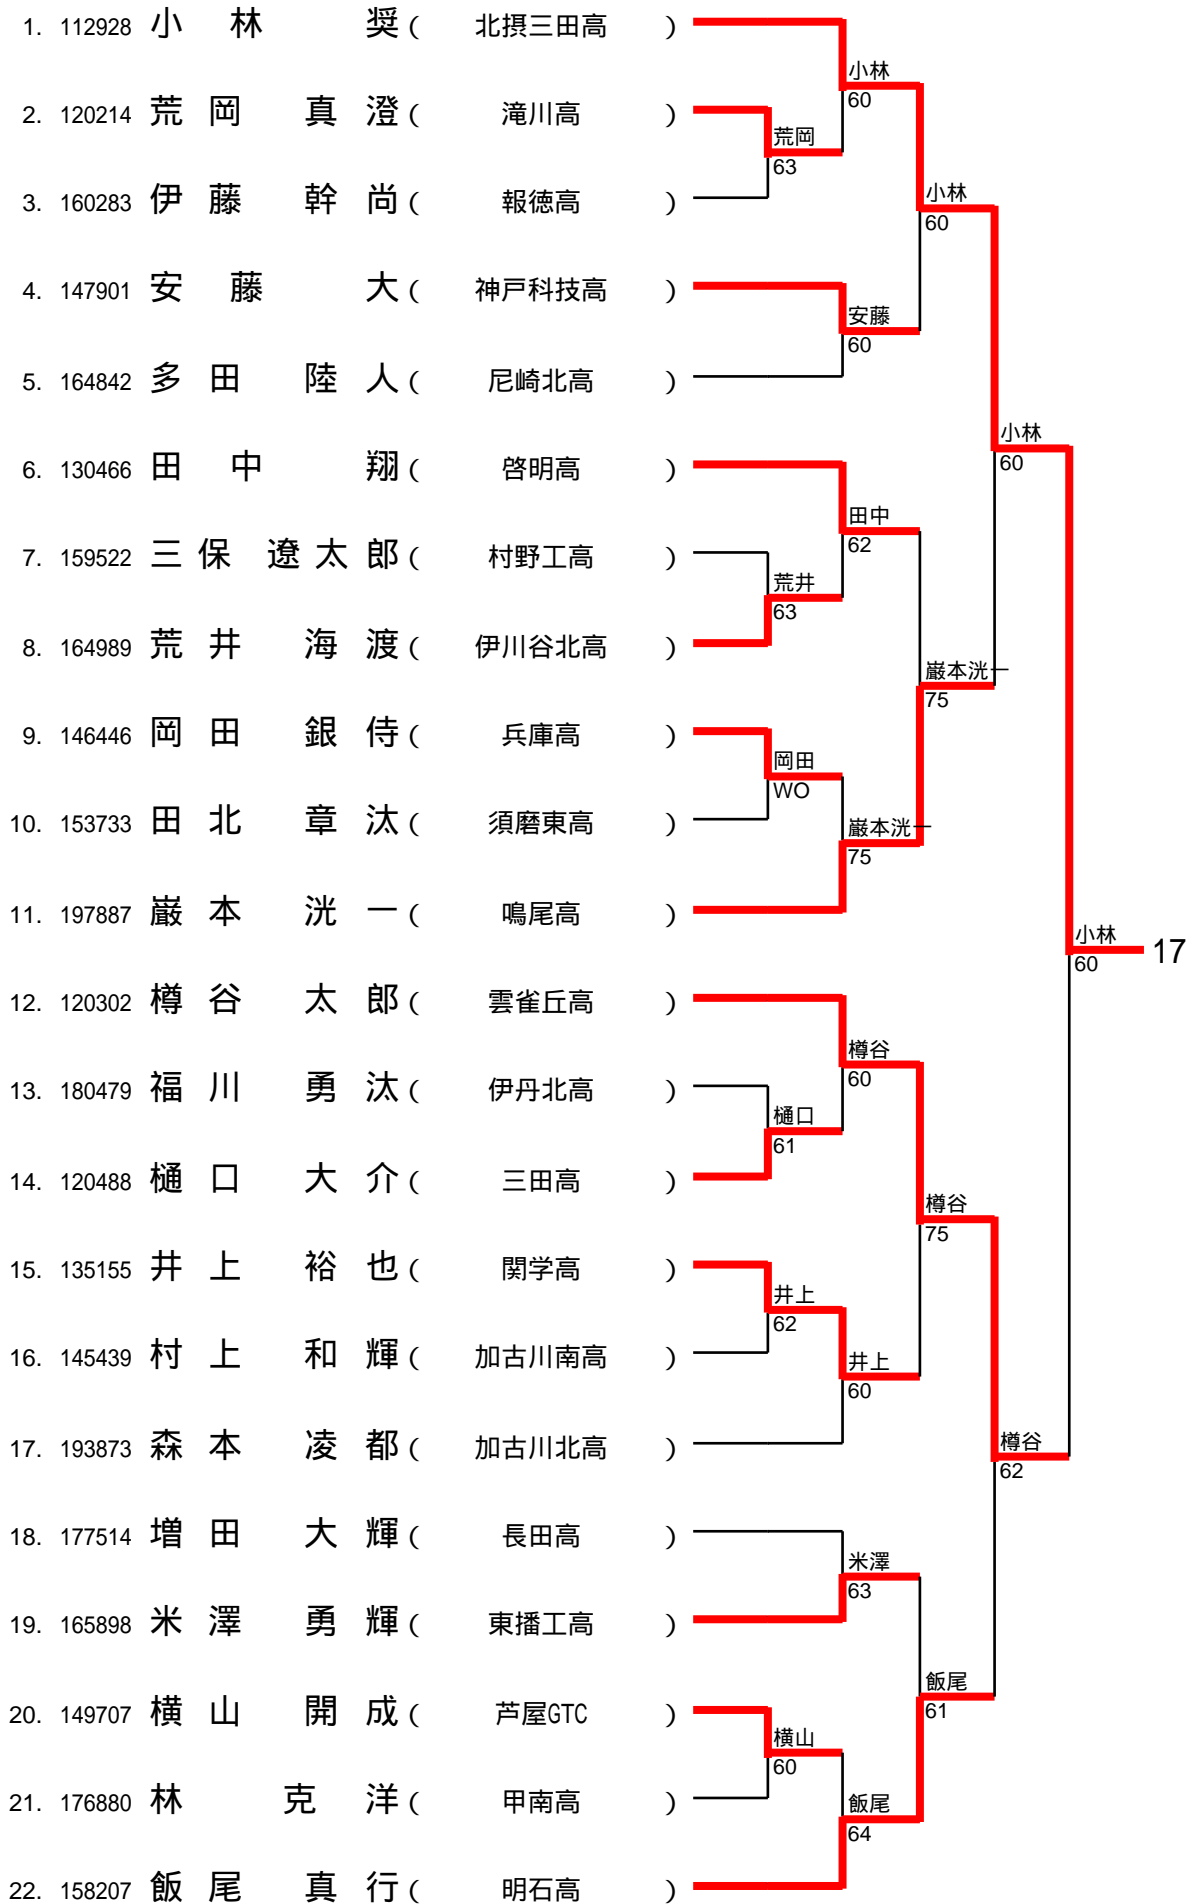 1. 112928 小林 奨 ( 北摂三田高 )
小林
60
2. 120214 荒岡 真澄 ( 滝川高 )
荒岡
63
小林
60
3. 160283 伊藤 幹尚 ( 報徳高 )
4. 147901 安藤 大 ( 神戸科技高 )
安藤
60
5. 164842 多田 陸人 ( 尼崎北高 )
小林
60
6. 130466 田中 翔 ( 啓明高 )
田中
62
7. 159522 三保 遼太郎 ( 村野工高 )
荒井
63
8. 164989 荒井 海渡 ( 伊川谷北高 )
巌本洸一
75
9. 146446 岡田 銀侍 ( 兵庫高 )
岡田
WO
10. 153733 田北 章汰 ( 須磨東高 )
巌本洸一
75
11. 197887 巌本 洸一 ( 鳴尾高 )
小林
60
17
12. 120302 樽谷 太郎 ( 雲雀丘高 )
樽谷
60
13. 180479 福川 勇汰 ( 伊丹北高 )
樋口
61
14. 120488 樋口 大介 ( 三田高 )
樽谷
75
15. 135155 井上 裕也 ( 関学高 )
井上
62
16. 145439 村上 和輝 ( 加古川南高 )
井上
60
17. 193873 森本 凌都 ( 加古川北高 )
樽谷
62
18. 177514 増田 大輝 ( 長田高 )
米澤
63
19. 165898 米澤 勇輝 ( 東播工高 )
飯尾
61
20. 149707 横山 開成 ( 芦屋GTC )
横山
60
21. 176880 林 克洋 ( 甲南高 )
飯尾
64
22. 158207 飯尾 真行 ( 明石高 )